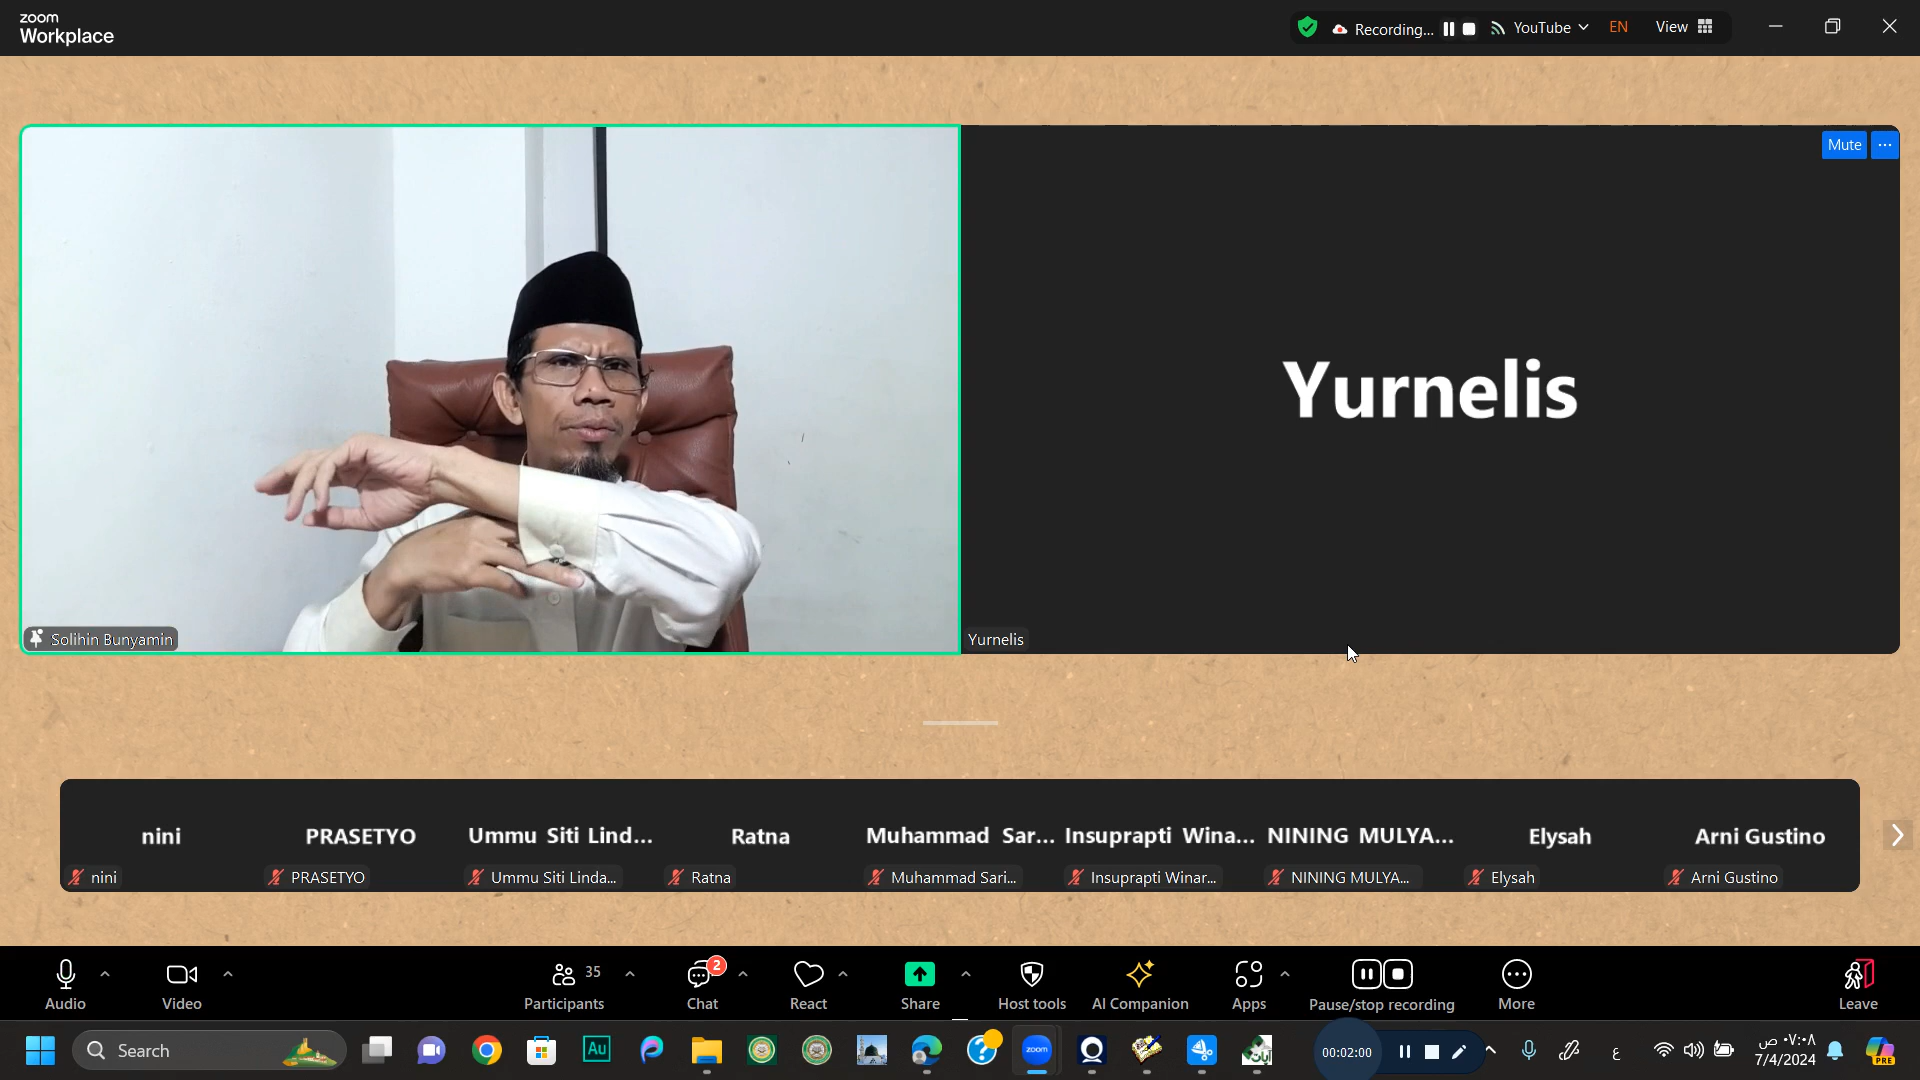 zoom
Workplace
Recording...
YouTube
EN
View
Mute
Yurnelis
Solihin Bunyamin
Yurnelis
nini
PRASETYO
Ummu Siti Lind...
Ratna
Muhammad Sar...
Insuprapti Wina...
NINING MULYA...
Elysah
Arni Gustino
nini
PRASETYO
Ummu Siti Linda...
Ratna
Muhammad Sari...
Insuprapti Winar...
NINING MULYA...
Elysah
Arni Gustino
35
2
Audio
Video
Participants
Chat
React
Share
Host tools
AI Companion
Apps
Pause/stop recording
More
Leave
Search
Au
zoom
00:02:00
ع
٠٧:٠٨ ص
7/4/2024
PRE